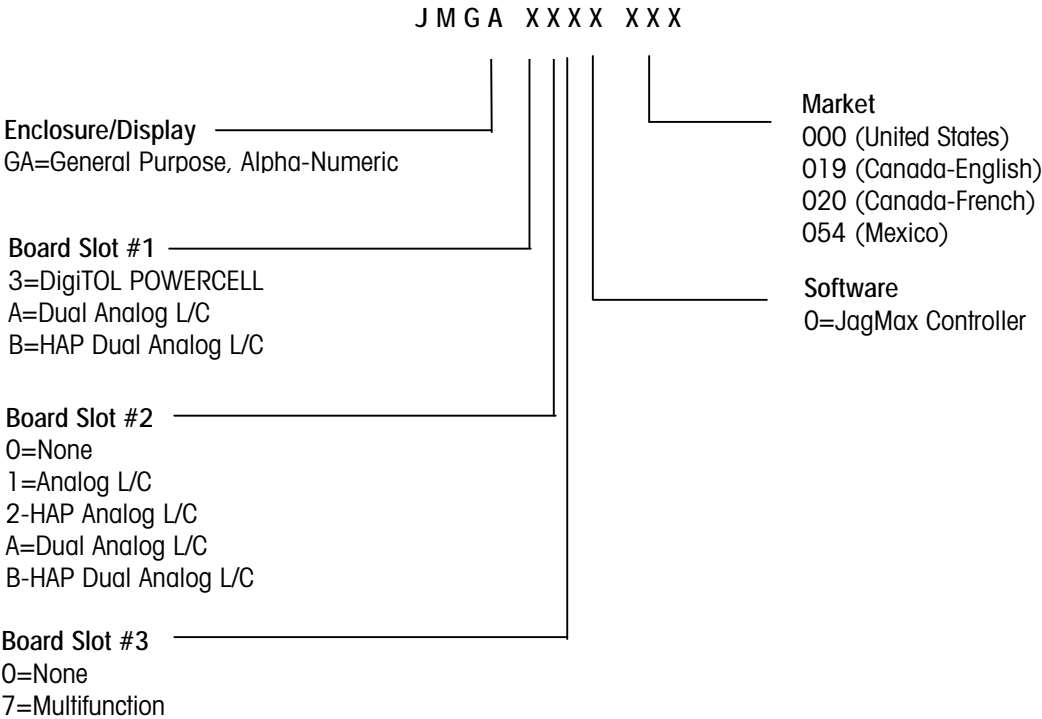 JMGA XXXX XXX
Enclosure/Display
GA=General Purpose, Alpha-Numeric
Board Slot #1
3=DigiTOL POWERCELL
A=Dual Analog L/C
B=HAP Dual Analog L/C
Board Slot #2
0=None
1=Analog L/C
2-HAP Analog L/C
A=Dual Analog L/C
B-HAP Dual Analog L/C
Board Slot #3
0=None
7=Multifunction
Market
000 (United States)
019 (Canada-English)
020 (Canada-French)
054 (Mexico)
Software
0=JagMax Controller